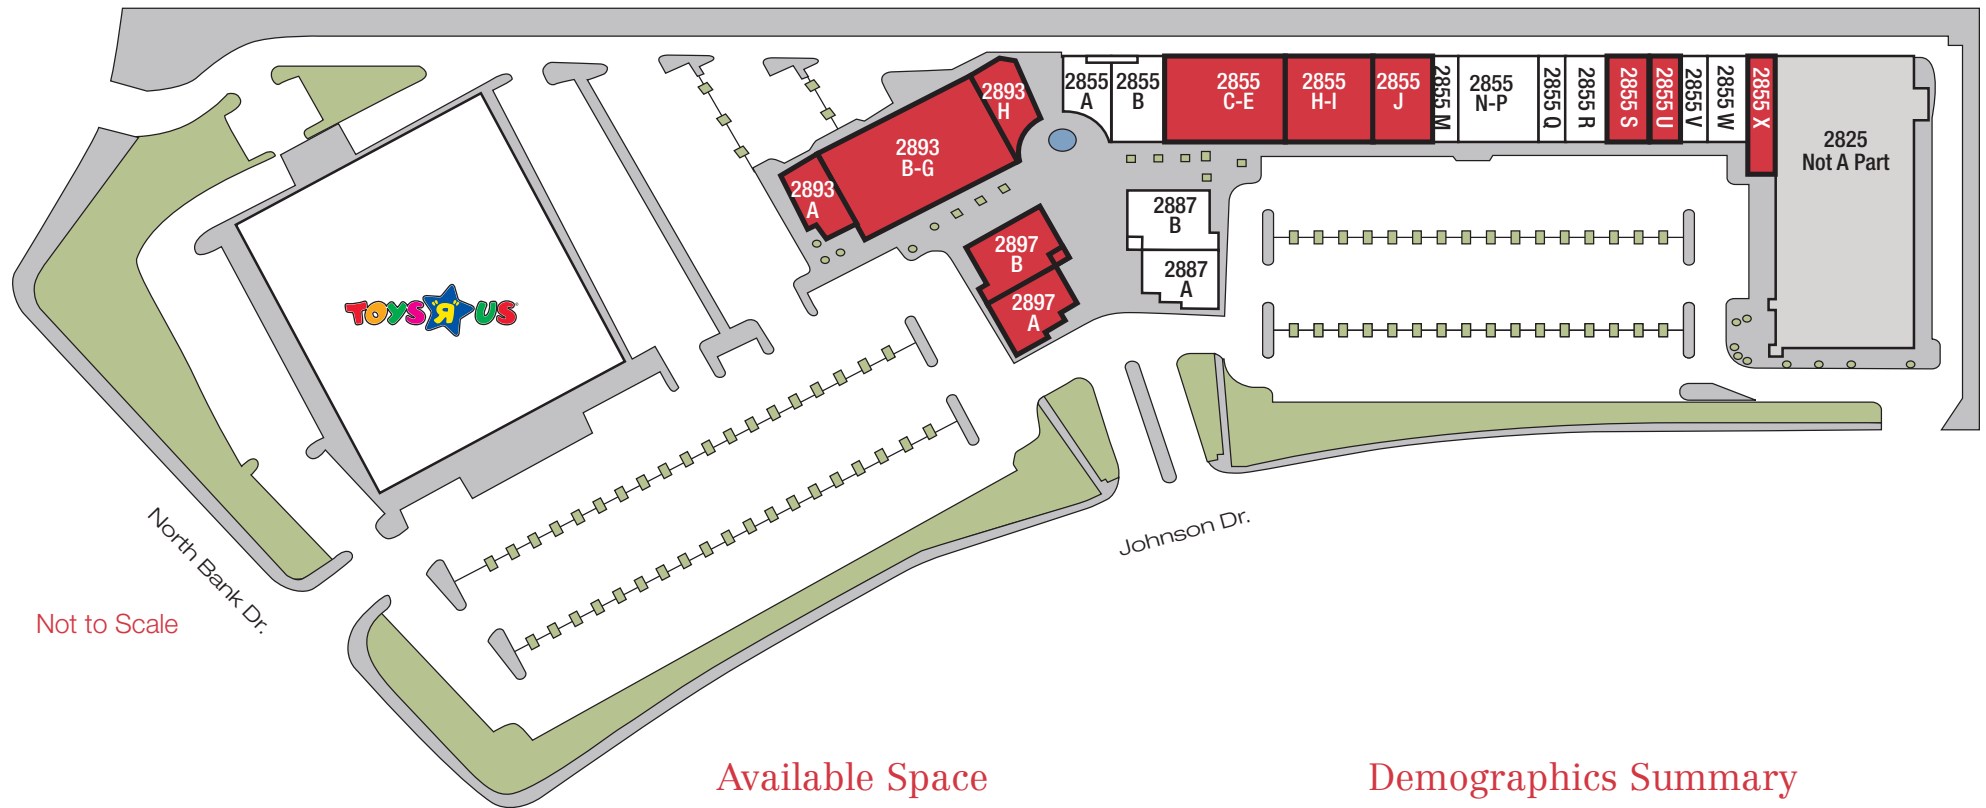 2893
H
2893
B-G
2893
A
2855
A
2855
B
2855
C-E
2855
H-I
2855
J
2855 M
2855
N-P
2855 Q
2855 R
2855 S
2855 U
2855 V
2855 W
2855 X
2825
Not A Part
2897
B
2897
A
2887
B
2887
A
TOYS R US
North Bank Dr.
Johnson Dr.
Not to Scale
Available Space
Demographics Summary